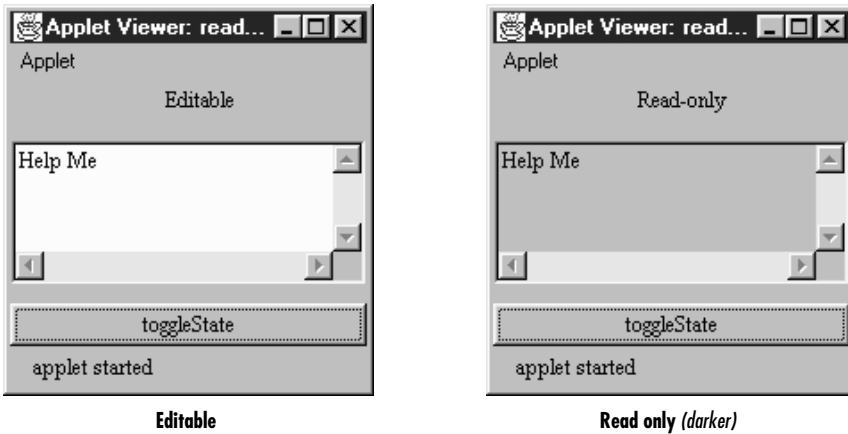 Applet Viewer: read...
Applet
Editable
Help Me
toggleState
applet started
Editable
Applet Viewer: read...
Applet
Read-only
Help Me
toggleState
applet started
Read only (darker)